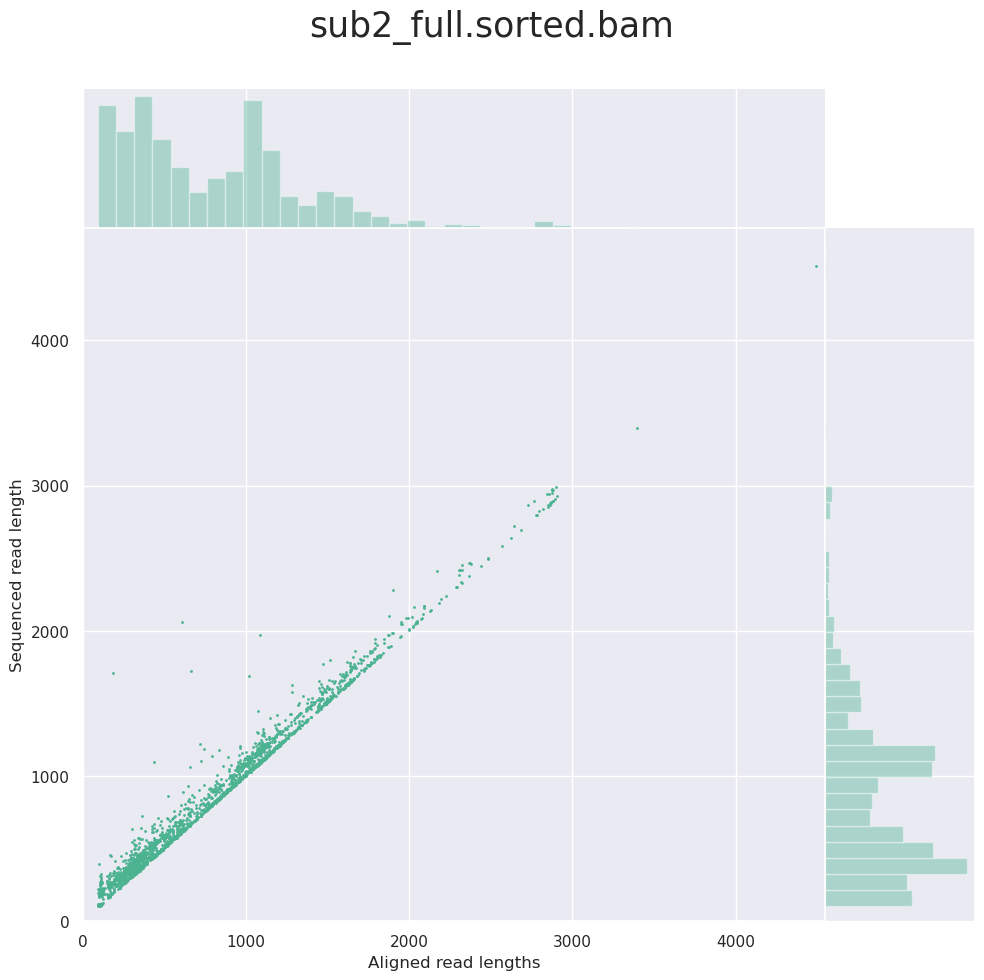 sub2_full.sorted.bam
4000
3000
2000
1000
0
Sequenced read length
0 1000 2000 3000 4000
Aligned read lengths